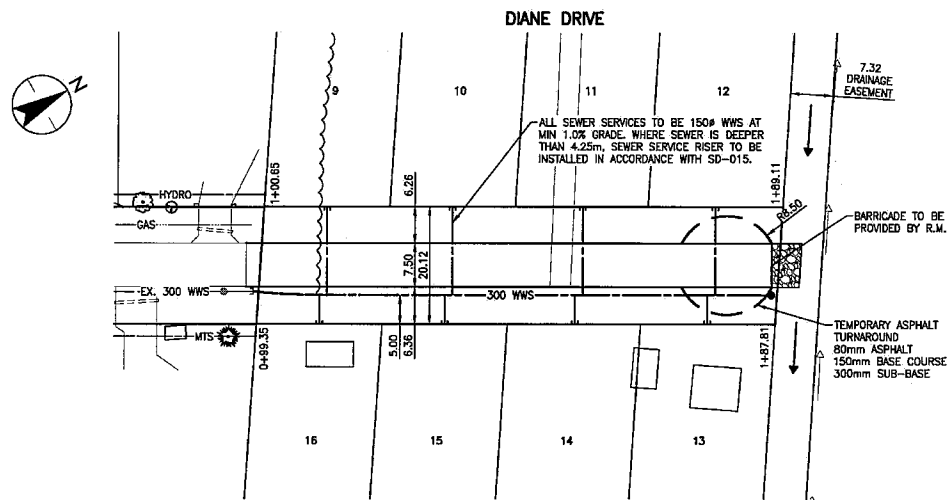 DIANE DRIVE
N
9
10
11
12
7.32
DRAINAGE
EASEMENT
ALL SEWER SERVICES TO BE 150ø WWS AT
MIN 1.0% GRADE. WHERE SEWER IS DEEPER
THAN 4.25m, SEWER SERVICE RISER TO BE
INSTALLED IN ACCORDANCE WITH SD-015.
1+00.65
6.26
1+89.11
HYDRO
GAS
R8.50
BARRICADE TO BE
PROVIDED BY R.M.
7.50
20.12
EX. 300 WWS
300 WWS
MTS
0+99.35
5.00
6.36
1+87.81
TEMPORARY ASPHALT
TURNAROUND
80mm ASPHALT
150mm BASE COURSE
300mm SUB-BASE
16
15
14
13